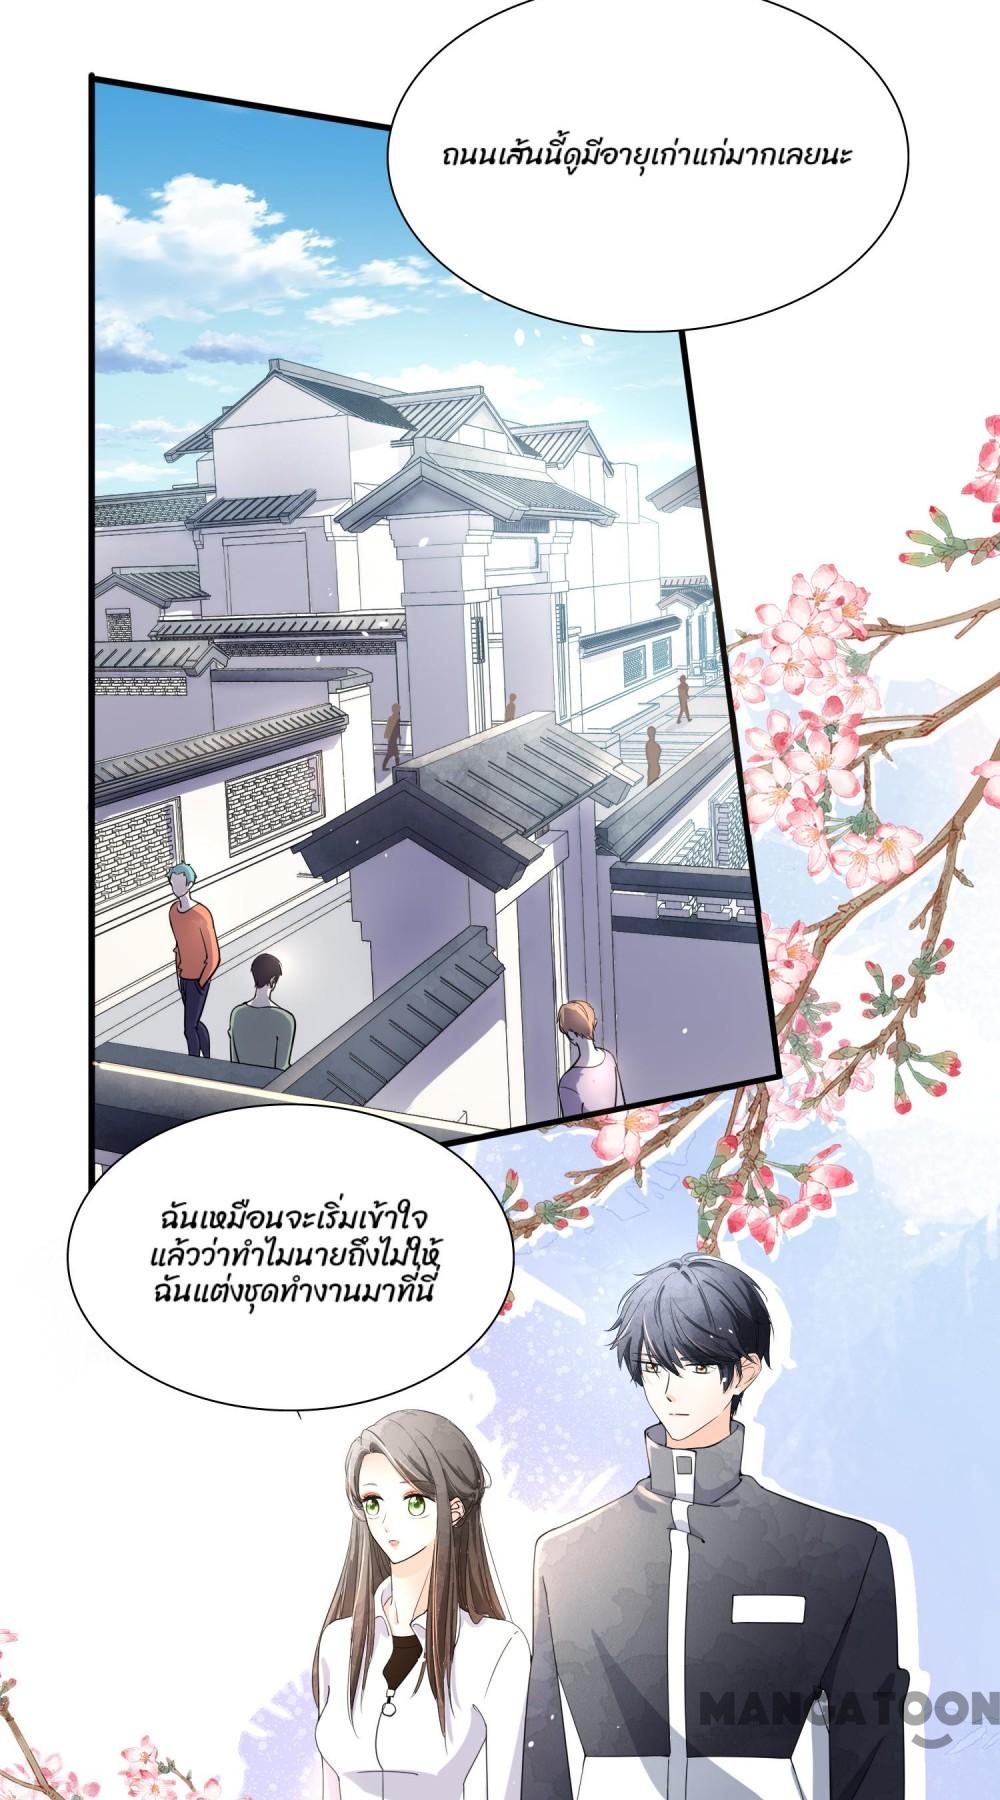 ถนนเส้นนี้ดูมีอายุเก่าแก่มากเลยนะ
ฉันเหมือนจะเริ่มเข้าใจ
แล้วว่าทำไมนายถึงไม่ให้
ฉันแต่งชุดทำงานมาที่นี่
MANGATOON
MANGATOON